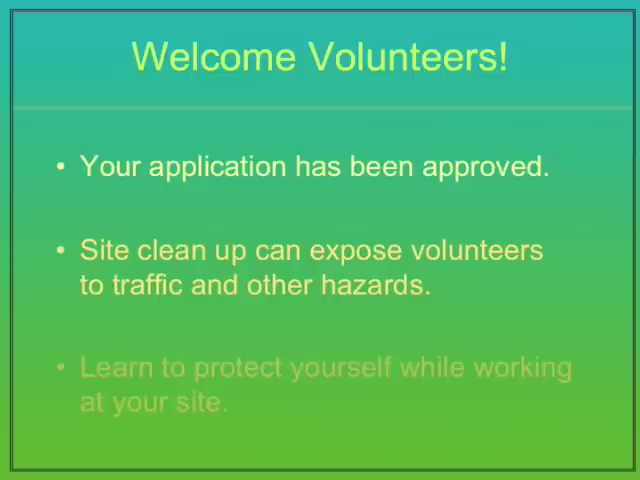 Welcome Volunteers!
• Your application has been approved.
• Site clean up can expose volunteers
to traffic and other hazards.
• Learn to protect yourself while working
at your site.